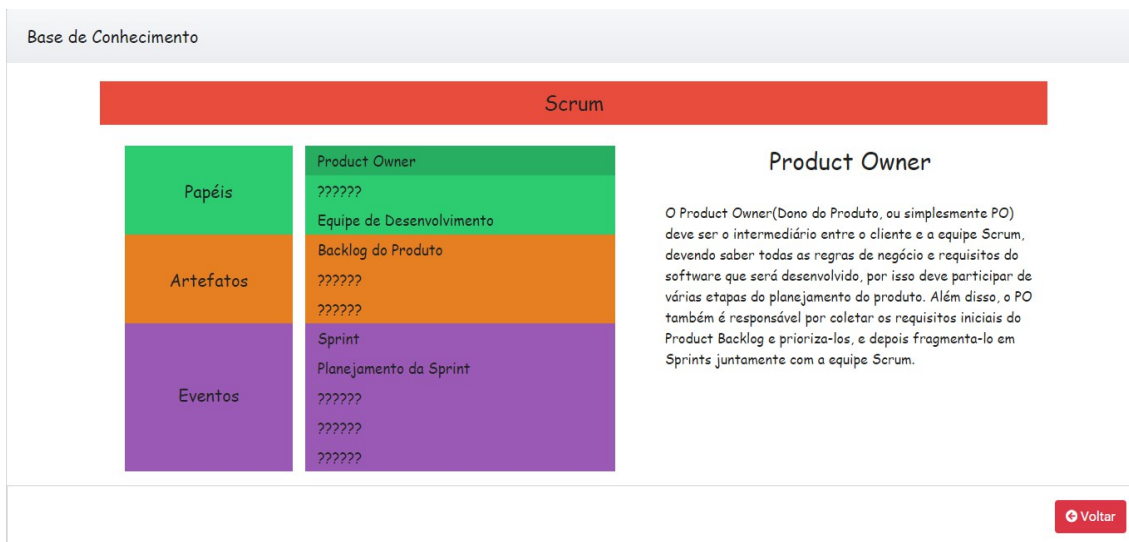 Base de Conhecimento
Scrum
Papéis
Product Owner
??????
Equipe de Desenvolvimento
Artefatos
Backlog do Produto
??????
??????
Eventos
Sprint
Planejamento da Sprint
??????
??????
??????
Product Owner
O Product Owner(Dono do Produto, ou simplesmente PO)
deve ser o intermediário entre o cliente e a equipe Scrum,
devendo saber todas as regras de negócio e requisitos do
software que será desenvolvido, por isso deve participar de
várias etapas do planejamento do produto. Além disso, o PO
também é responsável por coletar os requisitos iniciais do
Product Backlog e prioriza-los, e depois fragmenta-lo em
Sprints juntamente com a equipe Scrum.
Voltar